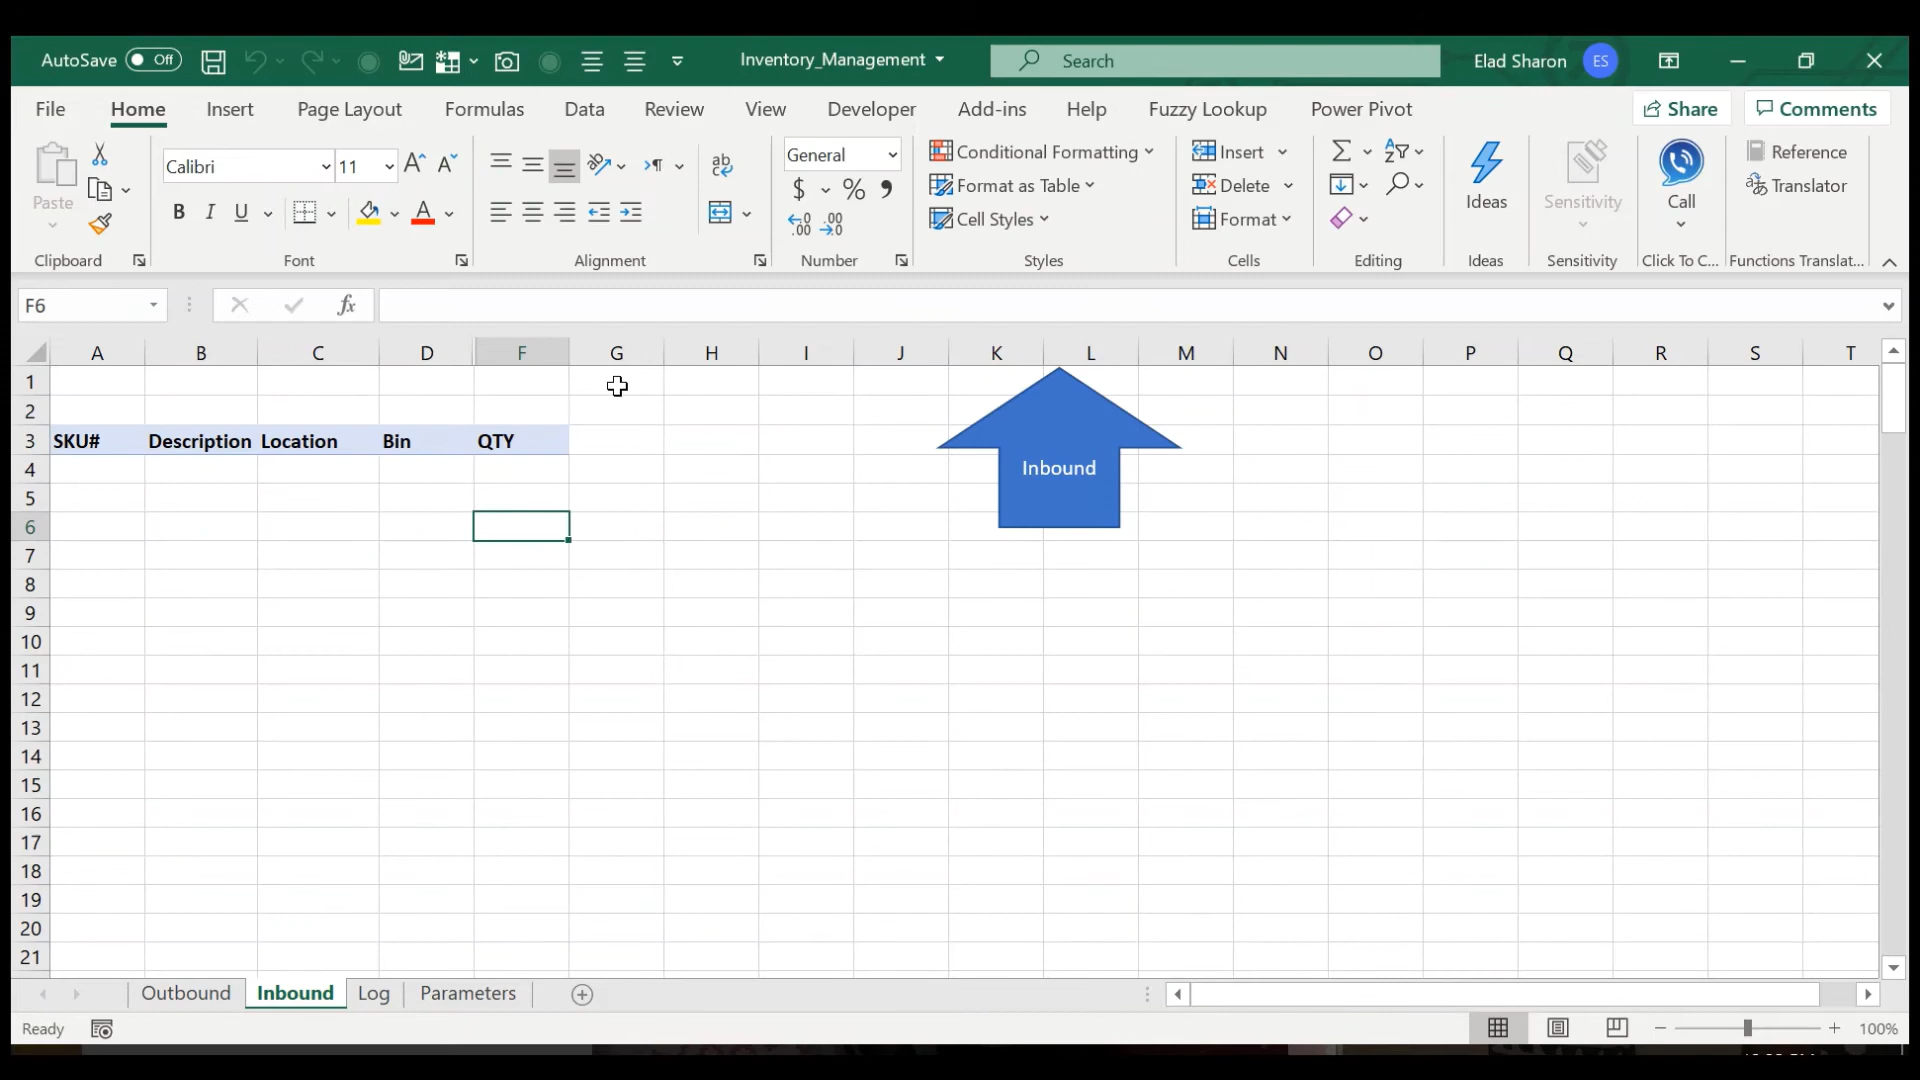 AutoSave Off Inventory_Management Search Elad Sharon ES
File Home Insert Page Layout Formulas Data Review View Developer Add-ins Help Fuzzy Lookup Power Pivot Share Comments
Paste
Clipboard
Calibri 11
B I U
Font
Alignment
General
$ %
Number
Conditional Formatting
Format as Table
Cell Styles
Styles
Insert
Delete
Format
Cells
Editing
Ideas
Ideas
Sensitivity
Sensitivity
Call
Click To C...
Reference
Translator
Functions Translat...
F6 fx
A B C D F G H I J K L M N O P Q R S T
1
2
3 SKU# Description Location Bin QTY
Inbound
4
5
6
7
8
9
10
11
12
13
14
15
16
17
18
19
20
21
Outbound Inbound Log Parameters
Ready 100%